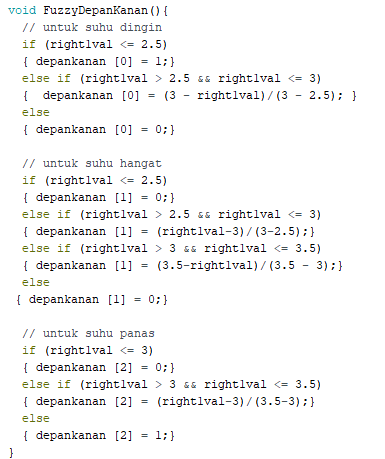 void FuzzyDepanKanan(){
// untuk suhu dingin
if (right1val <= 2.5)
{ depankanan [0] = 1;}
else if (right1val > 2.5 && right1val <= 3)
{  depankanan [0] = (3 - right1val)/(3 - 2.5); }
else
{ depankanan [0] = 0;}
// untuk suhu hangat
if (right1val <= 2.5)
{ depankanan [1] = 0;}
else if (right1val > 2.5 && right1val <= 3)
{ depankanan [1] = (right1val-3)/(3-2.5);}
else if (right1val > 3 && right1val <= 3.5)
{ depankanan [1] = (3.5-right1val)/(3.5 - 3);}
else
{ depankanan [1] = 0;}
// untuk suhu panas
if (right1val <= 3)
{ depankanan [2] = 0;}
else if (right1val > 3 && right1val <= 3.5)
{ depankanan [2] = (right1val-3)/(3.5-3);}
else
{ depankanan [2] = 1;}
}